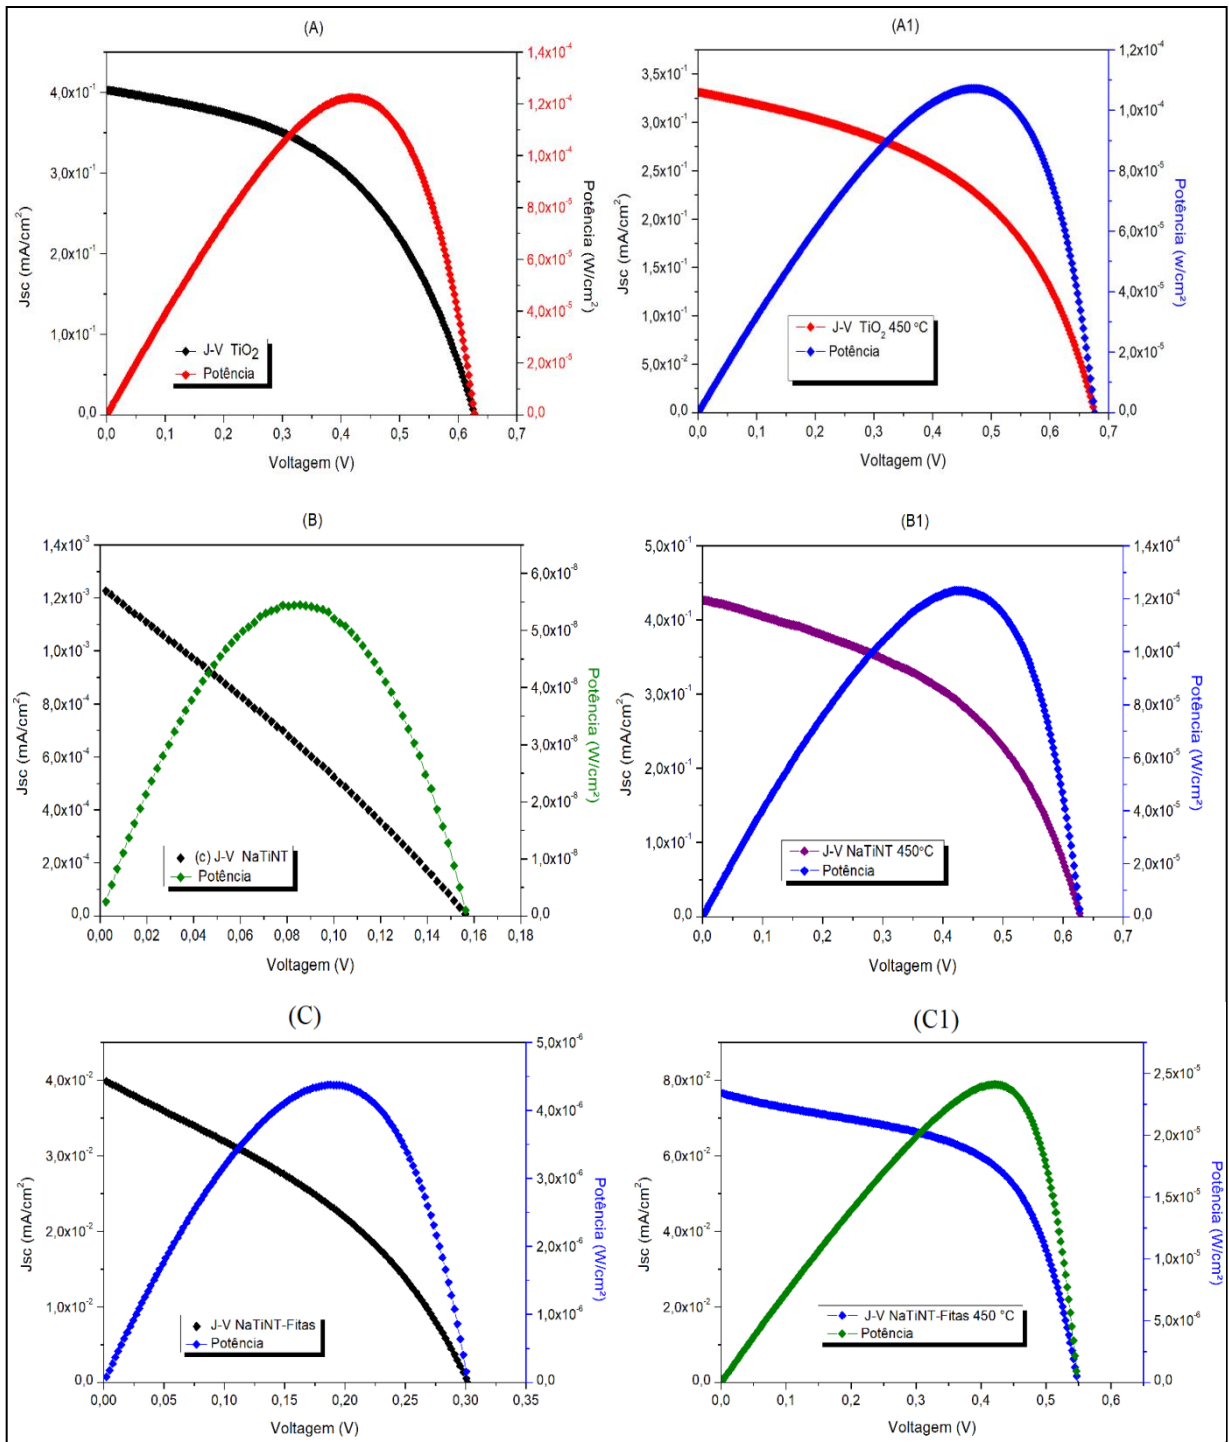 (A)
1,4x10⁻⁴
1,2x10⁻⁴
1,0x10⁻⁴
8,0x10⁻⁵
6,0x10⁻⁵
4,0x10⁻⁵
2,0x10⁻⁵
0,0
4,0x10⁻¹
3,0x10⁻¹
2,0x10⁻¹
1,0x10⁻¹
0,0
Jsc (mA/cm²)
Potência (W/cm²)
J-V TiO₂
Potência
0,0 0,1 0,2 0,3 0,4 0,5 0,6 0,7
Voltagem (V)
(A1)
3,5x10⁻¹
3,0x10⁻¹
2,5x10⁻¹
2,0x10⁻¹
1,5x10⁻¹
1,0x10⁻¹
5,0x10⁻²
0,0
1,2x10⁻⁴
1,0x10⁻⁴
8,0x10⁻⁵
6,0x10⁻⁵
4,0x10⁻⁵
2,0x10⁻⁵
0,0
Jsc (mA/cm²)
Potência (w/cm²)
J-V TiO₂ 450 °C
Potência
0,0 0,1 0,2 0,3 0,4 0,5 0,6 0,7
Voltagem (V)
(B)
1,4x10⁻³
1,2x10⁻³
1,0x10⁻³
8,0x10⁻⁴
6,0x10⁻⁴
4,0x10⁻⁴
2,0x10⁻⁴
0,0
6,0x10⁻⁸
5,0x10⁻⁸
4,0x10⁻⁸
3,0x10⁻⁸
2,0x10⁻⁸
1,0x10⁻⁸
0,0
Jsc (mA/cm²)
Potência (W/cm²)
(c) J-V NaTiNT
Potência
0,00 0,02 0,04 0,06 0,08 0,10 0,12 0,14 0,16 0,18
Voltagem (V)
(B1)
5,0x10⁻¹
4,0x10⁻¹
3,0x10⁻¹
2,0x10⁻¹
1,0x10⁻¹
0,0
1,4x10⁻⁴
1,2x10⁻⁴
1,0x10⁻⁴
8,0x10⁻⁵
6,0x10⁻⁵
4,0x10⁻⁵
2,0x10⁻⁵
0,0
Jsc (mA/cm²)
Potência (W/cm²)
J-V NaTiNT 450°C
Potência
0,0 0,1 0,2 0,3 0,4 0,5 0,6 0,7
Voltagem (V)
(C)
4,0x10⁻²
3,0x10⁻²
2,0x10⁻²
1,0x10⁻²
0,0
5,0x10⁻⁶
4,0x10⁻⁶
3,0x10⁻⁶
2,0x10⁻⁶
1,0x10⁻⁶
0,0
Jsc (mA/cm²)
Potência (W/cm²)
J-V NaTiNT-Fitas
Potência
0,00 0,05 0,10 0,15 0,20 0,25 0,30 0,35
Voltagem (V)
(C1)
8,0x10⁻²
6,0x10⁻²
4,0x10⁻²
2,0x10⁻²
0,0
2,5x10⁻⁵
2,0x10⁻⁵
1,5x10⁻⁵
1,0x10⁻⁵
5,0x10⁻⁶
0,0
Jsc (mA/cm²)
Potência (W/cm²)
J-V NaTiNT-Fitas 450 °C
Potência
0,0 0,1 0,2 0,3 0,4 0,5 0,6
Voltagem (V)